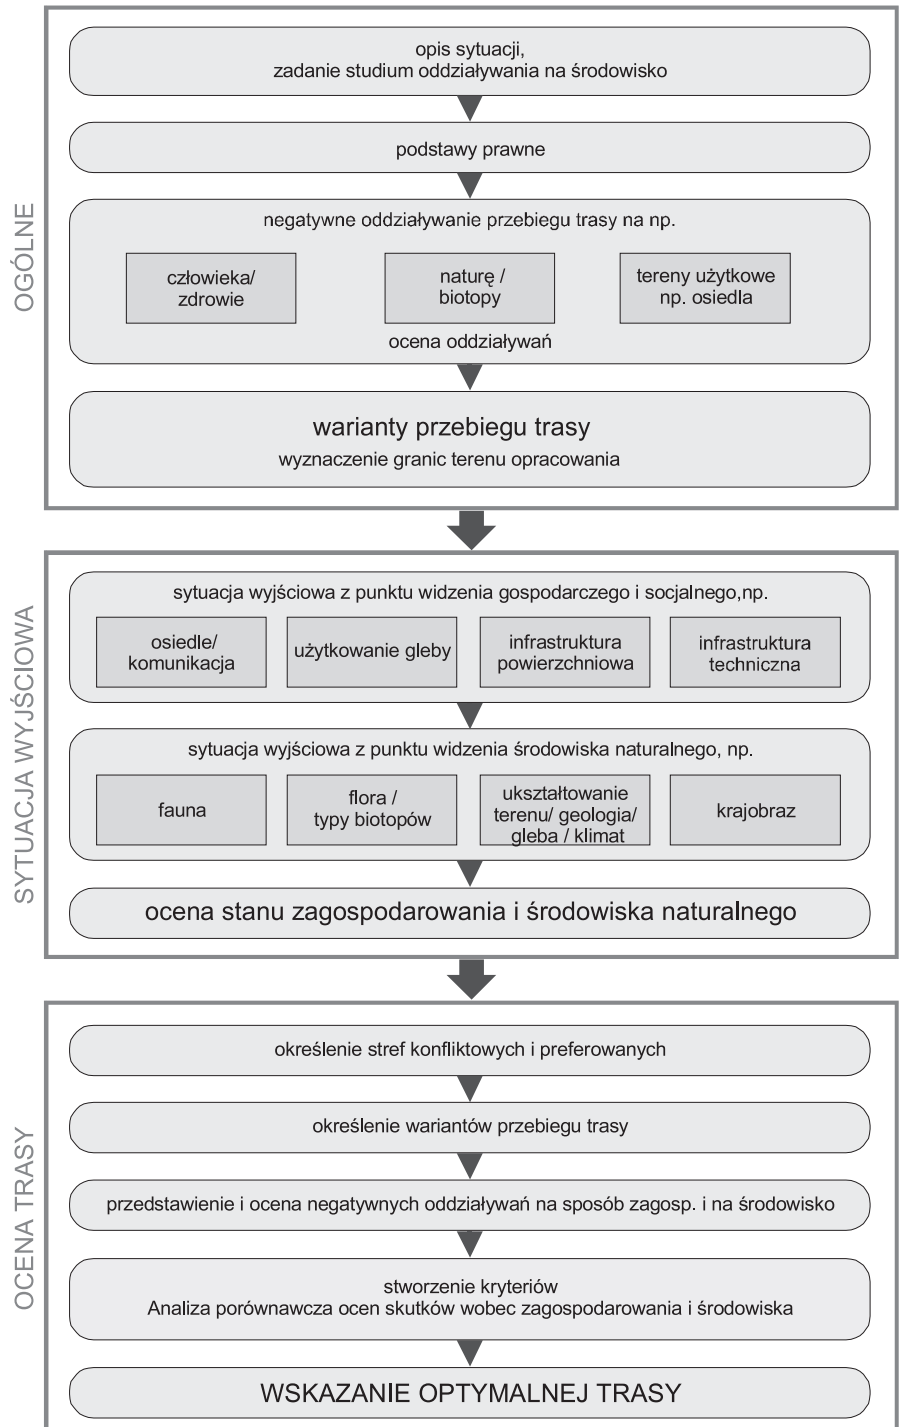 OGÓLNE
opis sytuacji,
zadanie studium oddziaływania na środowisko
podstawy prawne
negatywne oddziaływanie przebiegu trasy na np.
człowieka/
zdrowie
naturę /
biotopy
tereny użytkowe
np. osiedla
ocena oddziaływań
warianty przebiegu trasy
wyznaczenie granic terenu opracowania
SYTUACJA WYJŚCIOWA
sytuacja wyjściowa z punktu widzenia gospodarczego i socjalnego,np.
osiedle/
komunikacja
użytkowanie gleby
infrastruktura
powierzchniowa
infrastruktura
techniczna
sytuacja wyjściowa z punktu widzenia środowiska naturalnego, np.
fauna
flora /
typy biotopów
ukształtowanie
terenu/ geologia/
gleba / klimat
krajobraz
ocena stanu zagospodarowania i środowiska naturalnego
OCENA TRASY
określenie stref konfliktowych i preferowanych
określenie wariantów przebiegu trasy
przedstawienie i ocena negatywnych oddziaływań na sposób zagosp. i na środowisko
stworzenie kryteriów
Analiza porównawcza ocen skutków wobec zagospodarowania i środowiska
WSKAZANIE OPTYMALNEJ TRASY